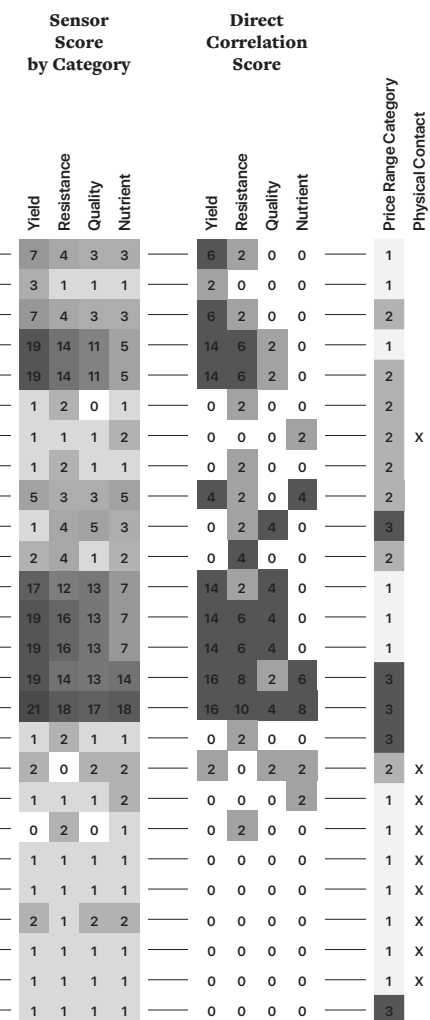 Sensor Score by Category
Direct Correlation Score
Yield Resistance Quality Nutrient Yield Resistance Quality Nutrient Price Range Category Physical Contact
7 4 3 3 6 2 0 0 1
3 1 1 1 2 0 0 0 1
7 4 3 3 6 2 0 0 2
19 14 11 5 14 6 2 0 1
19 14 11 5 14 6 2 0 2
1 2 0 1 0 2 0 0 2
1 1 1 2 0 0 0 2 2 X
1 2 1 1 0 2 0 0 2
5 3 3 5 4 2 0 4 2
1 4 5 3 0 2 4 0 3
2 4 1 2 0 4 0 0 2
17 12 13 7 14 2 4 0 1
19 16 13 7 14 6 4 0 1
19 16 13 7 14 6 4 0 1
19 14 13 14 16 8 2 6 3
21 18 17 18 16 10 4 8 3
1 2 1 1 0 2 0 0 3
2 0 2 2 2 0 2 2 2 X
1 1 1 2 0 0 0 2 1 X
0 2 0 1 0 2 0 0 1 X
1 1 1 1 0 0 0 0 1 X
1 1 1 1 0 0 0 0 1 X
2 1 2 2 0 0 0 0 1 X
1 1 1 1 0 0 0 0 1 X
1 1 1 1 0 0 0 0 1 X
1 1 1 1 0 0 0 0 3